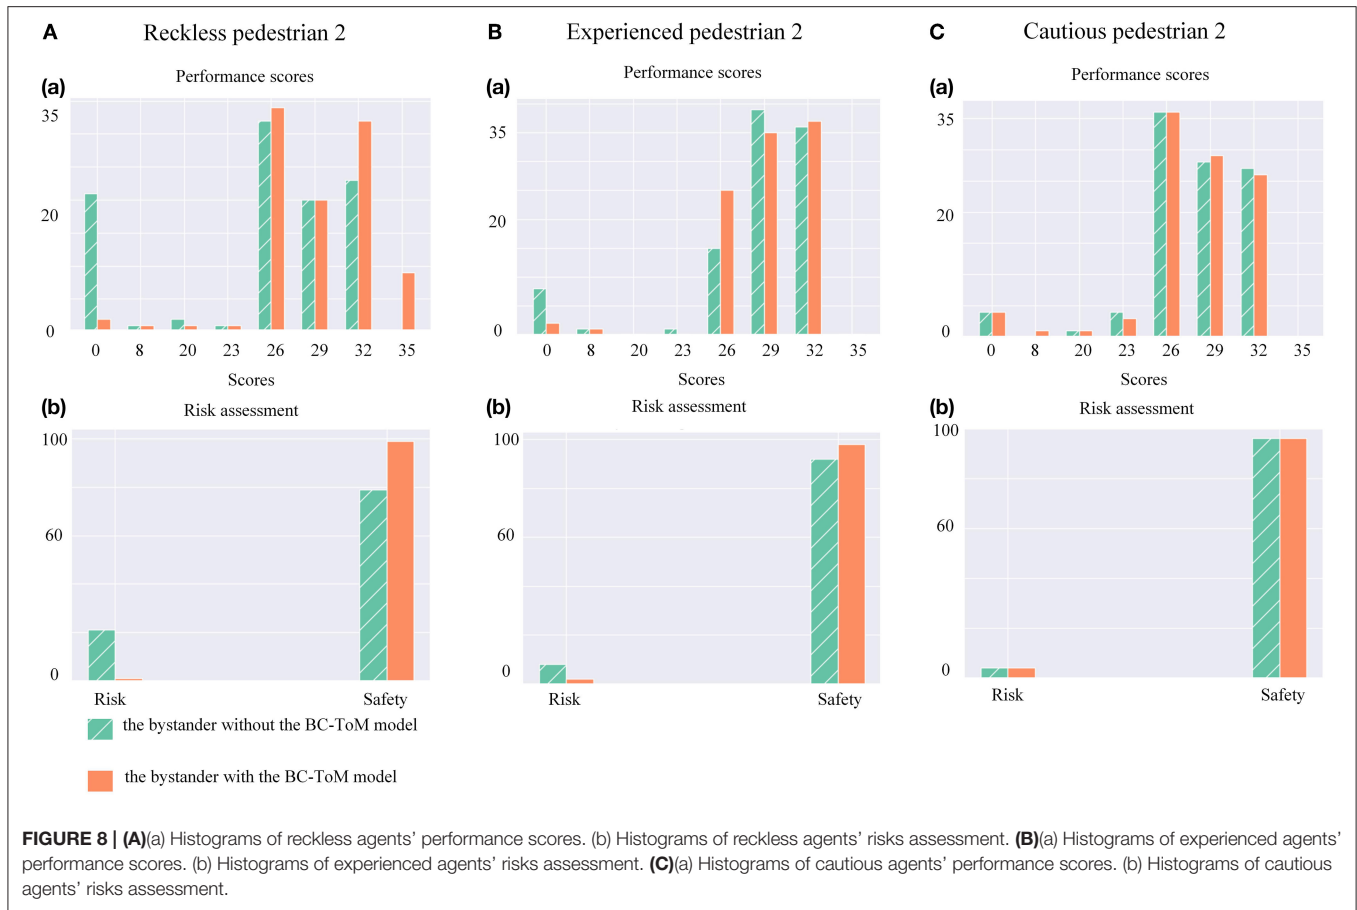 A Reckless pedestrian 2
(a) Performance scores
35
20
0
0 8 20 23 26 29 32 35
Scores
(b) Risk assessment
100
60
0
Risk Safety
B Experienced pedestrian 2
(a) Performance scores
35
20
0
0 8 20 23 26 29 32 35
Scores
(b) Risk assessment
100
60
0
Risk Safety
C Cautious pedestrian 2
(a) Performance scores
35
20
0
0 8 20 23 26 29 32 35
Scores
(b) Risk assessment
100
60
0
Risk Safety
the bystander without the BC-ToM model
the bystander with the BC-ToM model
FIGURE 8 | (A)(a) Histograms of reckless agents’ performance scores. (b) Histograms of reckless agents’ risks assessment. (B)(a) Histograms of experienced agents’
performance scores. (b) Histograms of experienced agents’ risks assessment. (C)(a) Histograms of cautious agents’ performance scores. (b) Histograms of cautious
agents’ risks assessment.